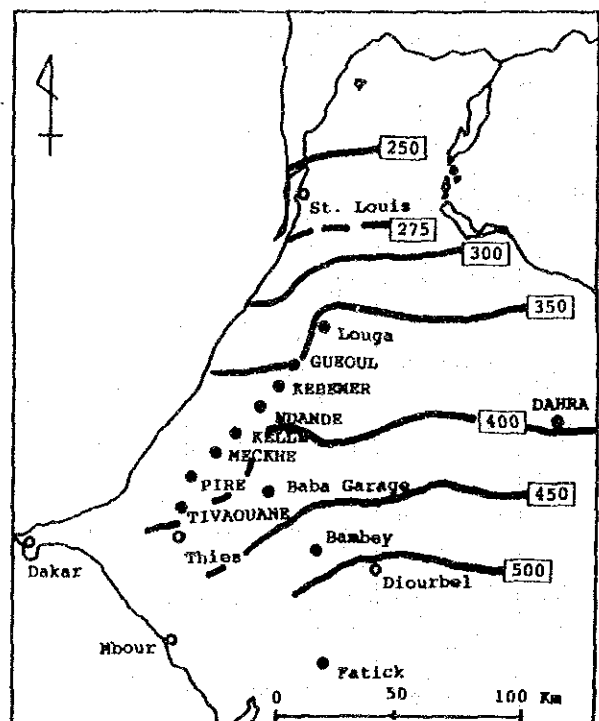 250
St. Louis
275
300
350
Louga
GUEOUL
KEBEMER
NDANDE
DAHRA
400
KELLE
MECKHE
PIRE
Baba Garage
450
TIVAOUANE
Thies
Bambey
500
Dakar
Diourbel
Mbour
Fatick
0 50 100 Km